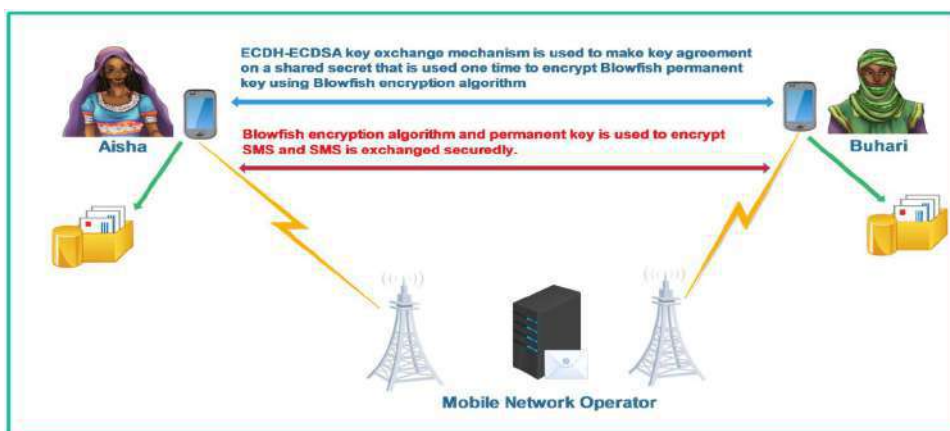 ECDH-ECDSA key exchange mechanism is used to make key agreement
on a shared secret that is used one time to encrypt Blowfish permanent
key using Blowfish encryption algorithm
Blowfish encryption algorithm and permanent key is used to encrypt
SMS and SMS is exchanged securedly.
Aisha
Buhari
Mobile Network Operator